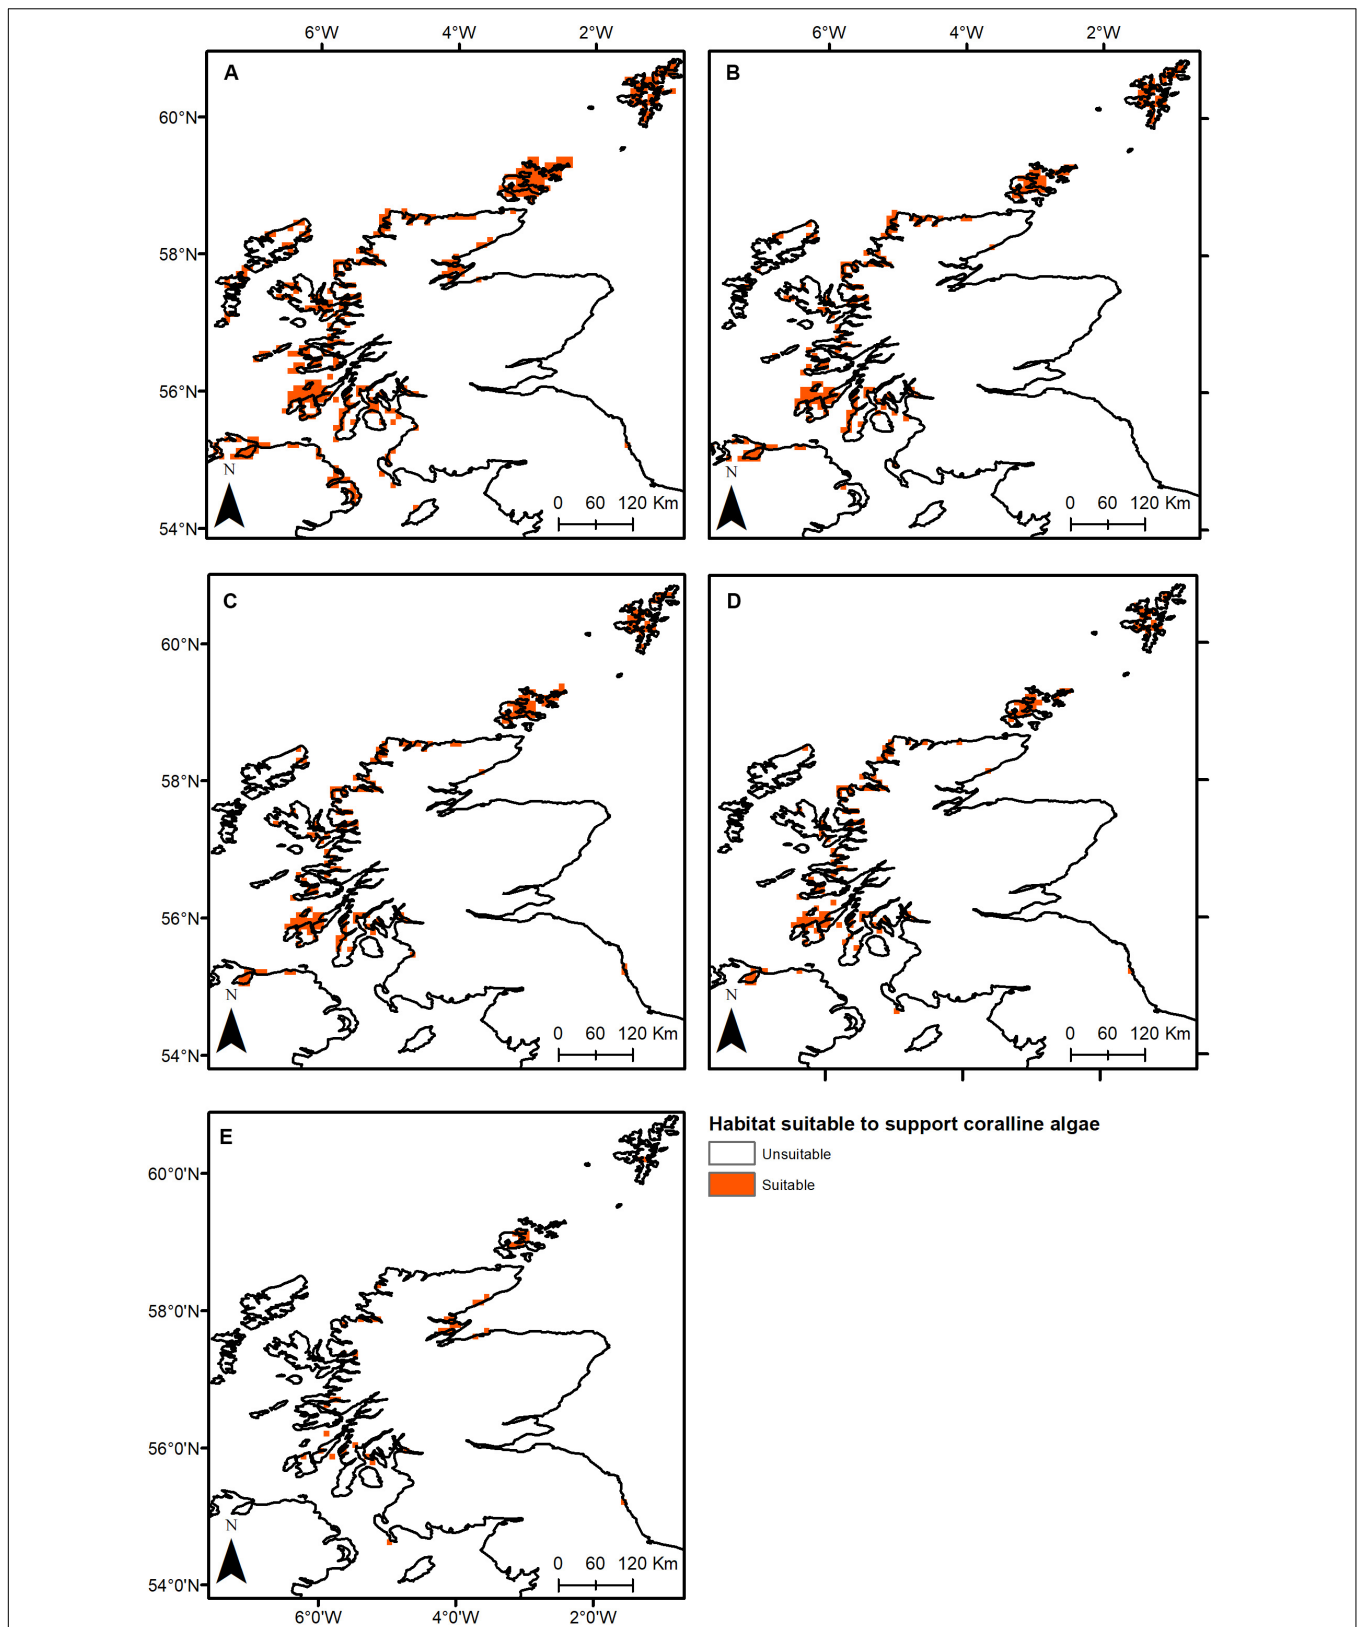 6°W 4°W 2°W 6°W 4°W 2°W
A B
60°N
58°N
56°N
N N
0 60 120 Km 0 60 120 Km
54°N
C D
60°N
58°N
56°N
N N
0 60 120 Km 0 60 120 Km
54°N
E Habitat suitable to support coralline algae
Unsuitable
60°0'N
Suitable
58°0'N
56°0'N
N
0 60 120 Km
54°0'N
6°0'W 4°0'W 2°0'W